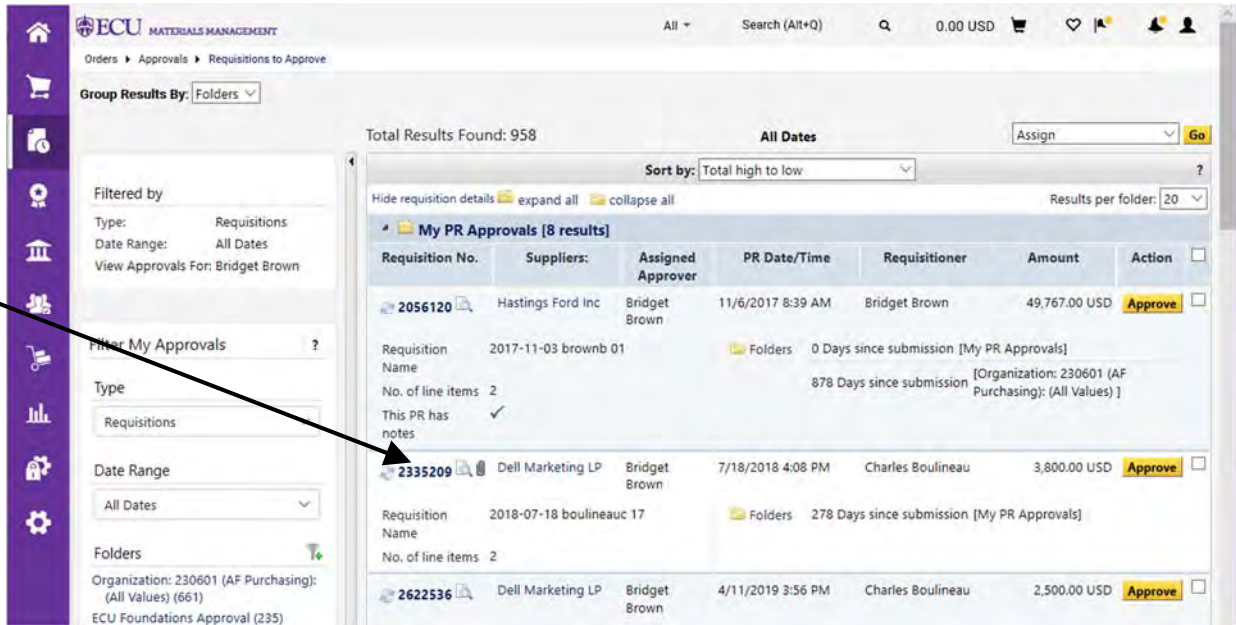 ECU MATERIALS MANAGEMENT
All
Search (Alt+Q)
0.00 USD
Orders Approvals Requisitions to Approve
Group Results By: Folders
Total Results Found: 958
All Dates
Assign
Go
Sort by: Total high to low
?
Filtered by
Type: Requisitions
Date Range: All Dates
View Approvals For: Bridget Brown
Hide requisition details expand all collapse all
Results per folder: 20
My PR Approvals [8 results]
Requisition No. Suppliers: Assigned Approver PR Date/Time Requisitioner Amount Action
2056120 Hastings Ford Inc Bridget Brown 11/6/2017 8:39 AM Bridget Brown 49,767.00 USD Approve
Requisition Name 2017-11-03 brownb 01
Folders 0 Days since submission [My PR Approvals]
878 Days since submission [Organization: 230601 (AF Purchasing): (All Values) ]
No. of line items 2
This PR has notes ✓
Filter My Approvals ?
Type
Requisitions
Date Range
All Dates
Folders
Organization: 230601 (AF Purchasing):
(All Values) (661)
ECU Foundations Approval (235)
2335209 Dell Marketing LP Bridget Brown 7/18/2018 4:08 PM Charles Boulineau 3,800.00 USD Approve
Requisition Name 2018-07-18 boulineauc 17
Folders 278 Days since submission [My PR Approvals]
No. of line items 2
2622536 Dell Marketing LP Bridget Brown 4/11/2019 3:56 PM Charles Boulineau 2,500.00 USD Approve